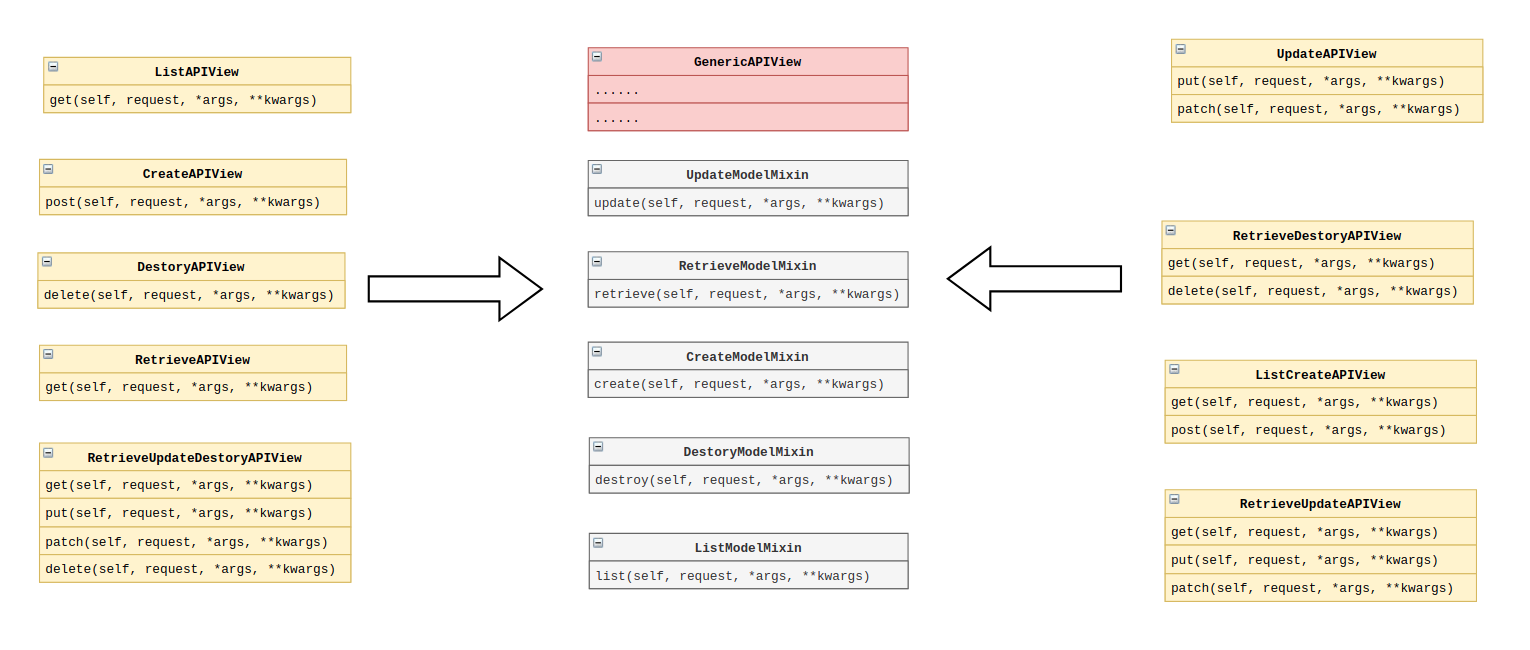 ListAPIView
get(self, request, *args, **kwargs)
CreateAPIView
post(self, request, *args, **kwargs)
DestoryAPIView
delete(self, request, *args, **kwargs)
RetrieveAPIView
get(self, request, *args, **kwargs)
RetrieveUpdateDestoryAPIView
get(self, request, *args, **kwargs)
put(self, request, *args, **kwargs)
patch(self, request, *args, **kwargs)
delete(self, request, *args, **kwargs)
GenericAPIView
......
......
UpdateModelMixin
update(self, request, *args, **kwargs)
RetrieveModelMixin
retrieve(self, request, *args, **kwargs)
CreateModelMixin
create(self, request, *args, **kwargs)
DestoryModelMixin
destroy(self, request, *args, **kwargs)
ListModelMixin
list(self, request, *args, **kwargs)
UpdateAPIView
put(self, request, *args, **kwargs)
patch(self, request, *args, **kwargs)
RetrieveDestoryAPIView
get(self, request, *args, **kwargs)
delete(self, request, *args, **kwargs)
ListCreateAPIView
get(self, request, *args, **kwargs)
post(self, request, *args, **kwargs)
RetrieveUpdateAPIView
get(self, request, *args, **kwargs)
put(self, request, *args, **kwargs)
patch(self, request, *args, **kwargs)